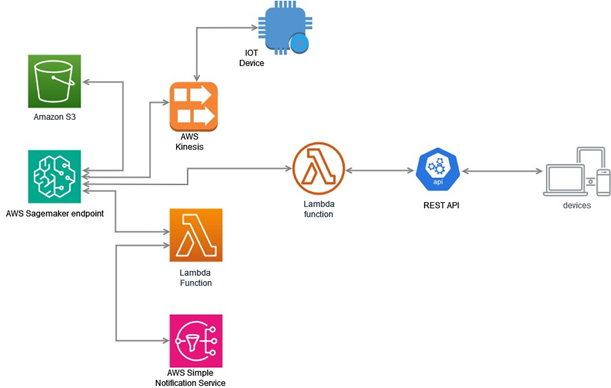 IOT
Device
Amazon S3
AWS
Kinesis
AWS Sagemaker endpoint
Lambda
function
api
REST API
devices
Lambda
Function
AWS Simple
Notification Service